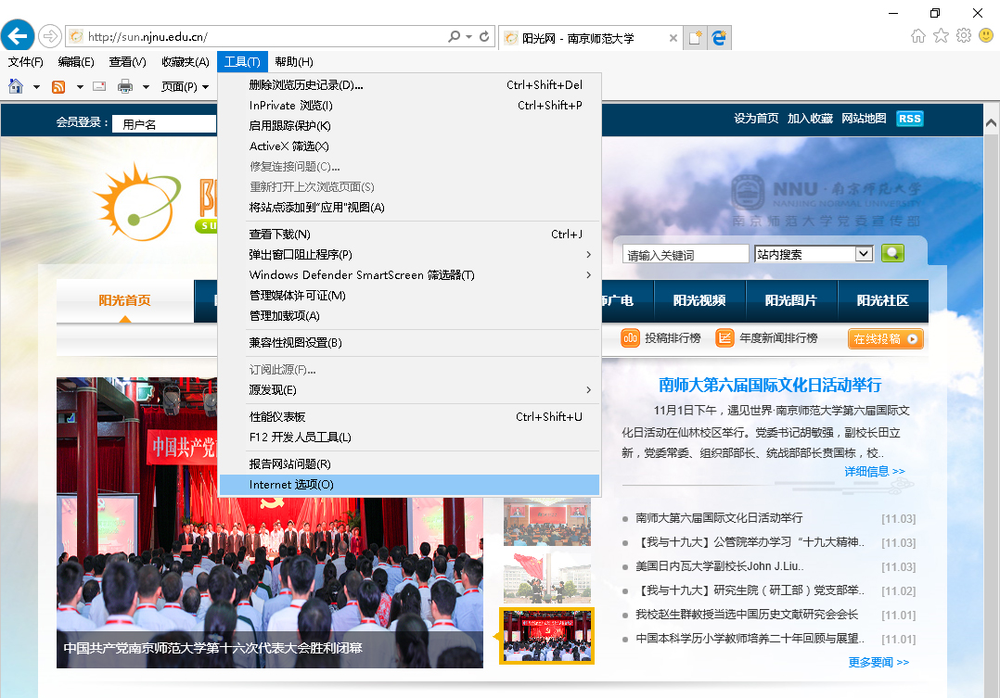 http://sun.njnu.edu.cn/
阳光网 - 南京师范大学
文件(F) 编辑(E) 查看(V) 收藏夹(A) 工具(T) 帮助(H)
页面(P)
删除浏览历史记录(D)... Ctrl+Shift+Del
InPrivate 浏览(I) Ctrl+Shift+P
启用跟踪保护(K)
ActiveX 筛选(X)
修复连接问题(C)...
重新打开上次浏览页面(S)
将站点添加到“应用”视图(A)
查看下载(N) Ctrl+J
弹出窗口阻止程序(P)
Windows Defender SmartScreen 筛选器(T)
管理媒体许可证(M)
管理加载项(A)
兼容性视图设置(B)
订阅此源(F)...
源发现(E)
性能仪表板 Ctrl+Shift+U
F12 开发人员工具(L)
报告网站问题(R)
Internet 选项(O)
会员登录： 用户名
设为首页 加入收藏 网站地图 RSS
阳
SU
NNU · 南京师范大学
NANJING NORMAL UNIVERSITY
南京师范大学党委宣传部
请输入关键词 站内搜索
阳光首页 广电 阳光视频 阳光图片 阳光社区
投稿排行榜 年度新闻排行榜 在线投稿
中国共产党
中国共产党南京师范大学第十六次代表大会胜利闭幕
南师大第六届国际文化日活动举行
11月1日下午，遇见世界·南京师范大学第六届国际文
化日活动在仙林校区举行。党委书记胡敏强，副校长田立
新，党委常委、组织部部长、统战部部长贲国栋，校..
详细信息 >>
南师大第六届国际文化日活动举行 [11.03]
【我与十九大】公管院举办学习“十九大精神.. [11.03]
美国日内瓦大学副校长John J.Liu.. [11.03]
【我与十九大】研究生院（研工部）党支部举.. [11.02]
我校赵生群教授当选中国历史文献研究会会长 [11.01]
中国本科学历小学教师培养二十年回顾与展望.. [11.01]
更多要闻 >>